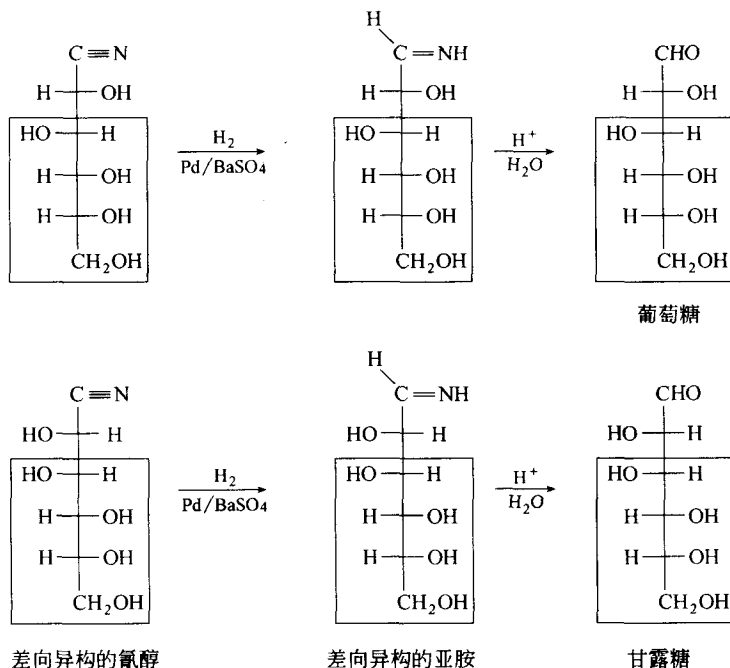 C≡N
H
C=NH
CHO
H OH
H OH
H OH
HO H
H₂
HO H
H⁺
HO H
H OH
Pd/BaSO₄
H OH
H₂O
H OH
H OH
H OH
H OH
CH₂OH
CH₂OH
CH₂OH
葡萄糖
C≡N
H
C=NH
CHO
HO H
HO H
HO H
HO H
H₂
HO H
H⁺
HO H
H OH
Pd/BaSO₄
H OH
H₂O
H OH
H OH
H OH
H OH
CH₂OH
CH₂OH
CH₂OH
差向异构的氰醇
差向异构的亚胺
甘露糖